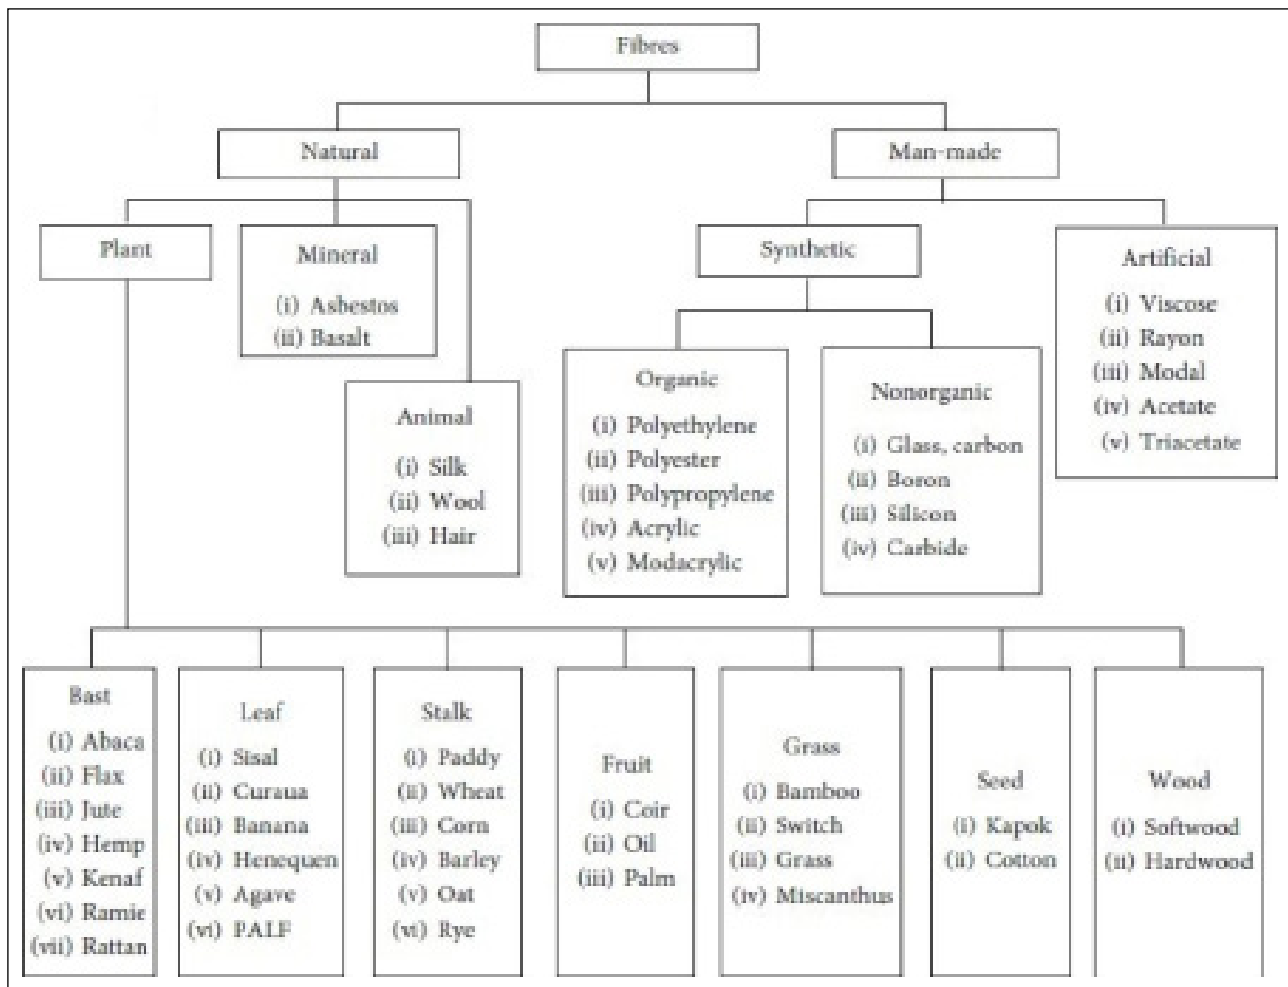 Fibres
Natural
Man-made
Plant
Mineral
(i) Asbestos
(ii) Basalt
Animal
(i) Silk
(ii) Wool
(iii) Hair
Synthetic
Organic
(i) Polyethylene
(ii) Polyester
(iii) Polypropylene
(iv) Acrylic
(v) Modacrylic
Nonorganic
(i) Glass, carbon
(ii) Boron
(iii) Silicon
(iv) Carbide
Artificial
(i) Viscose
(ii) Rayon
(iii) Modal
(iv) Acetate
(v) Triacetate
Bast
(i) Abaca
(ii) Flax
(iii) Jute
(iv) Hemp
(v) Kenaf
(vi) Ramie
(vii) Rattan
Leaf
(i) Sisal
(ii) Curaua
(iii) Banana
(iv) Henequen
(v) Agave
(vi) PALF
Stalk
(i) Paddy
(ii) Wheat
(iii) Corn
(iv) Barley
(v) Oat
(vi) Rye
Fruit
(i) Coir
(ii) Oil
(iii) Palm
Grass
(i) Bamboo
(ii) Switch
(iii) Grass
(iv) Miscanthus
Seed
(i) Kapok
(ii) Cotton
Wood
(i) Softwood
(ii) Hardwood